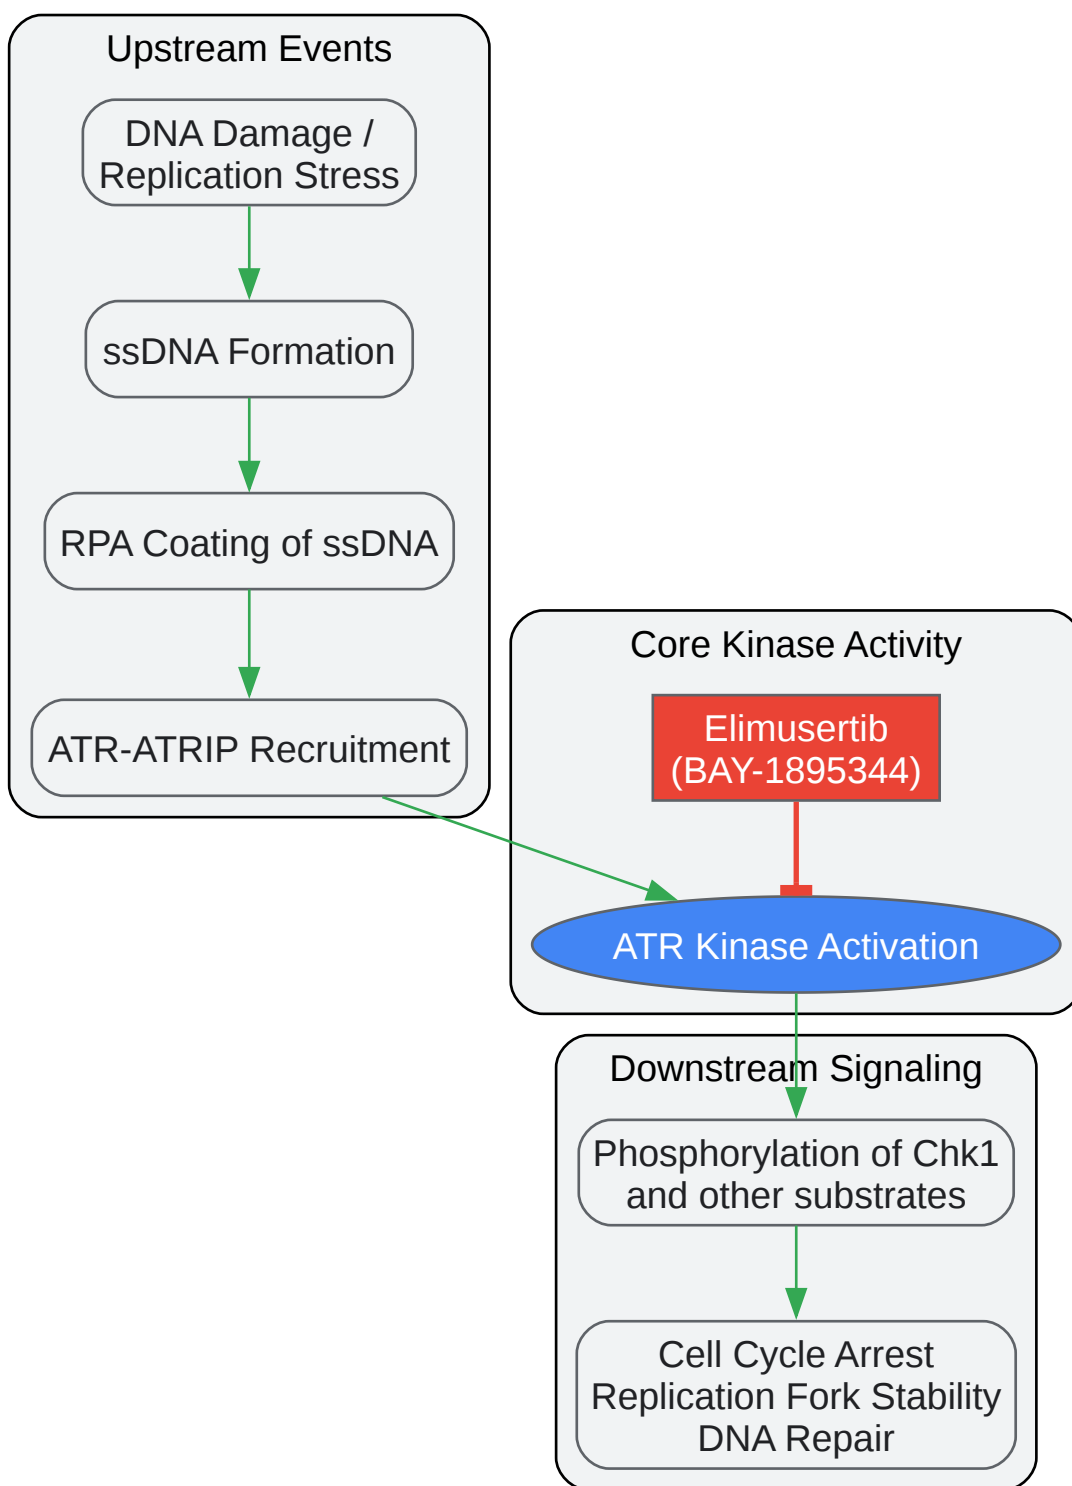 Upstream Events
DNA Damage /
Replication Stress
ssDNA Formation
RPA Coating of ssDNA
ATR-ATRIP Recruitment
Core Kinase Activity
Elimusertib
(BAY-1895344)
ATR Kinase Activation
Downstream Signaling
Phosphorylation of Chk1
and other substrates
Cell Cycle Arrest
Replication Fork Stability
DNA Repair